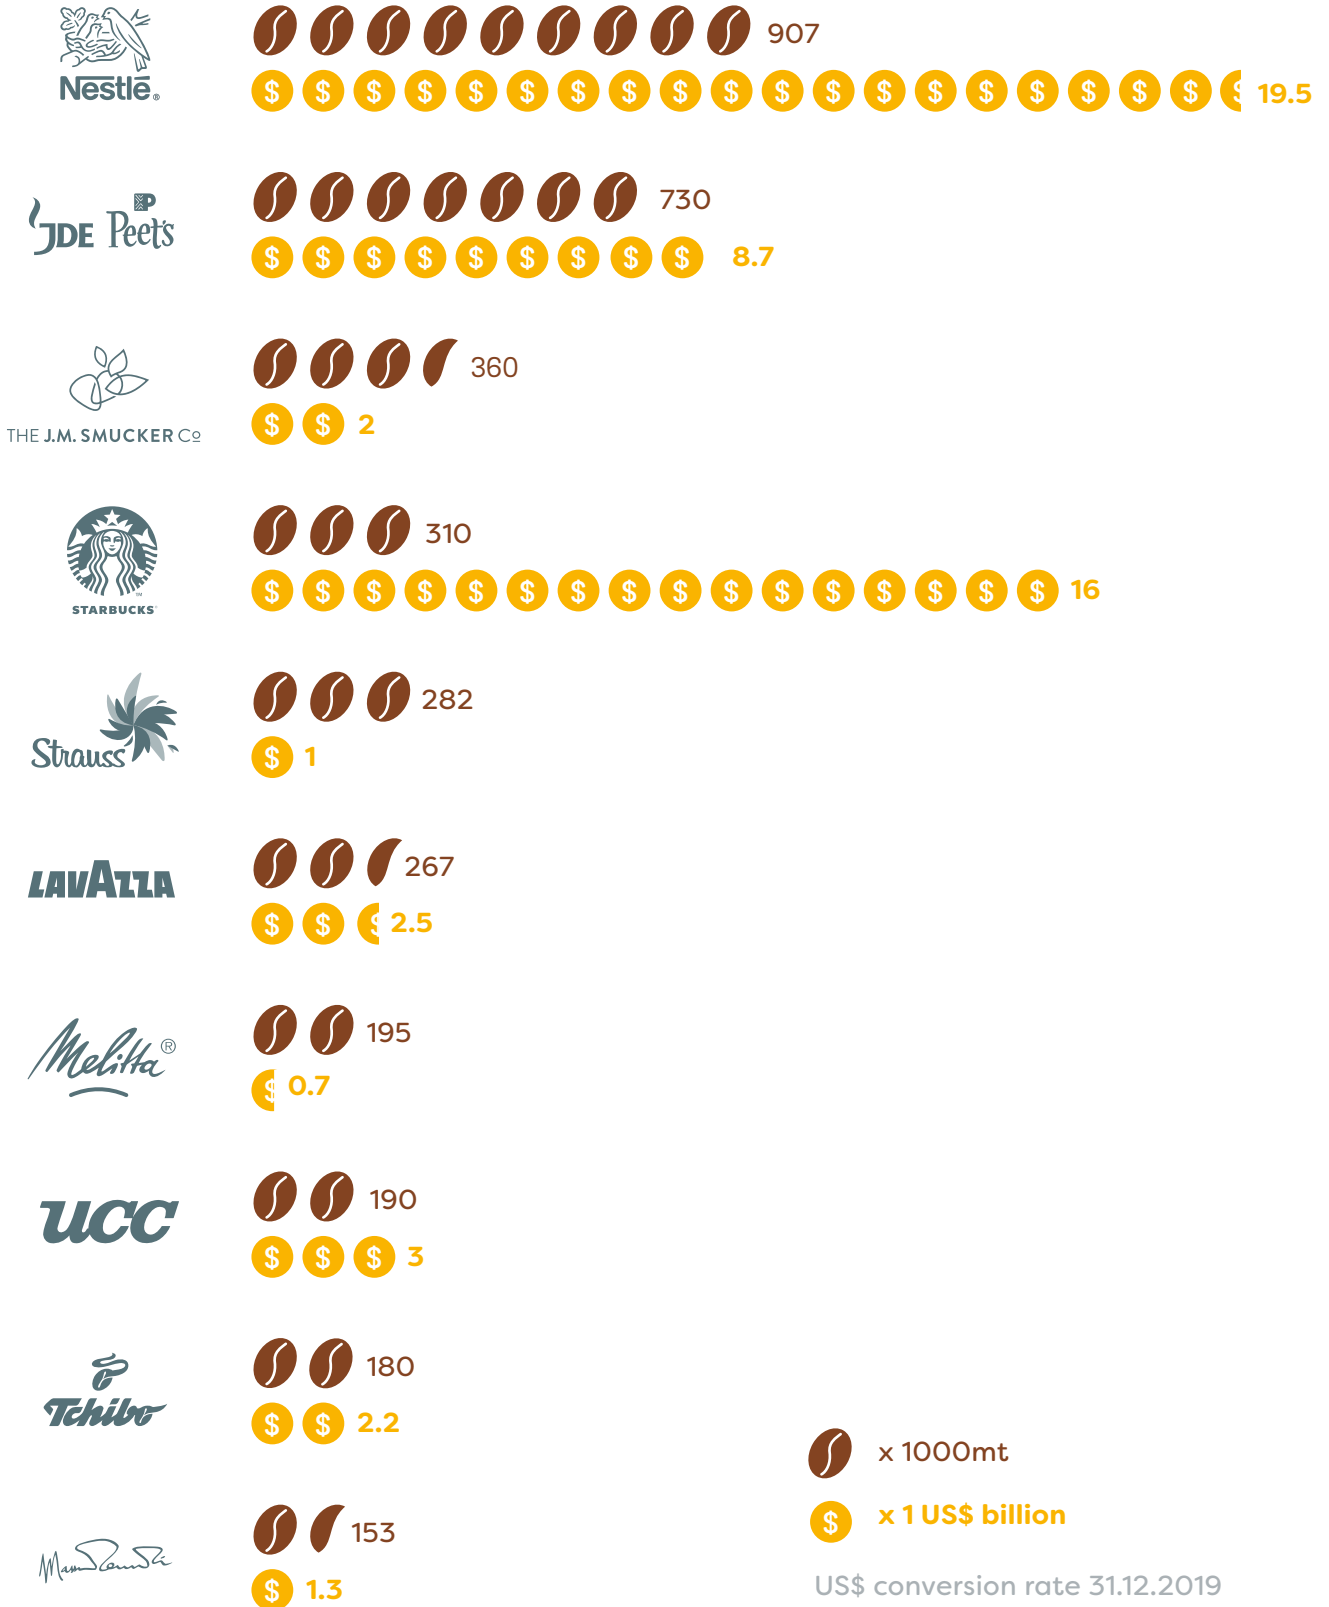 907
Nestlé®
19.5
P
JDE Peet's
730
8.7
360
THE J.M. SMUCKER Co
2
310
16
STARBUCKS
282
Strauss
1
LAVAZZA
267
2.5
Melitta®
195
0.7
UCC
190
3
180
Tchibo
2.2
x 1000mt
x 1 US$ billion
153
1.3
US$ conversion rate 31.12.2019